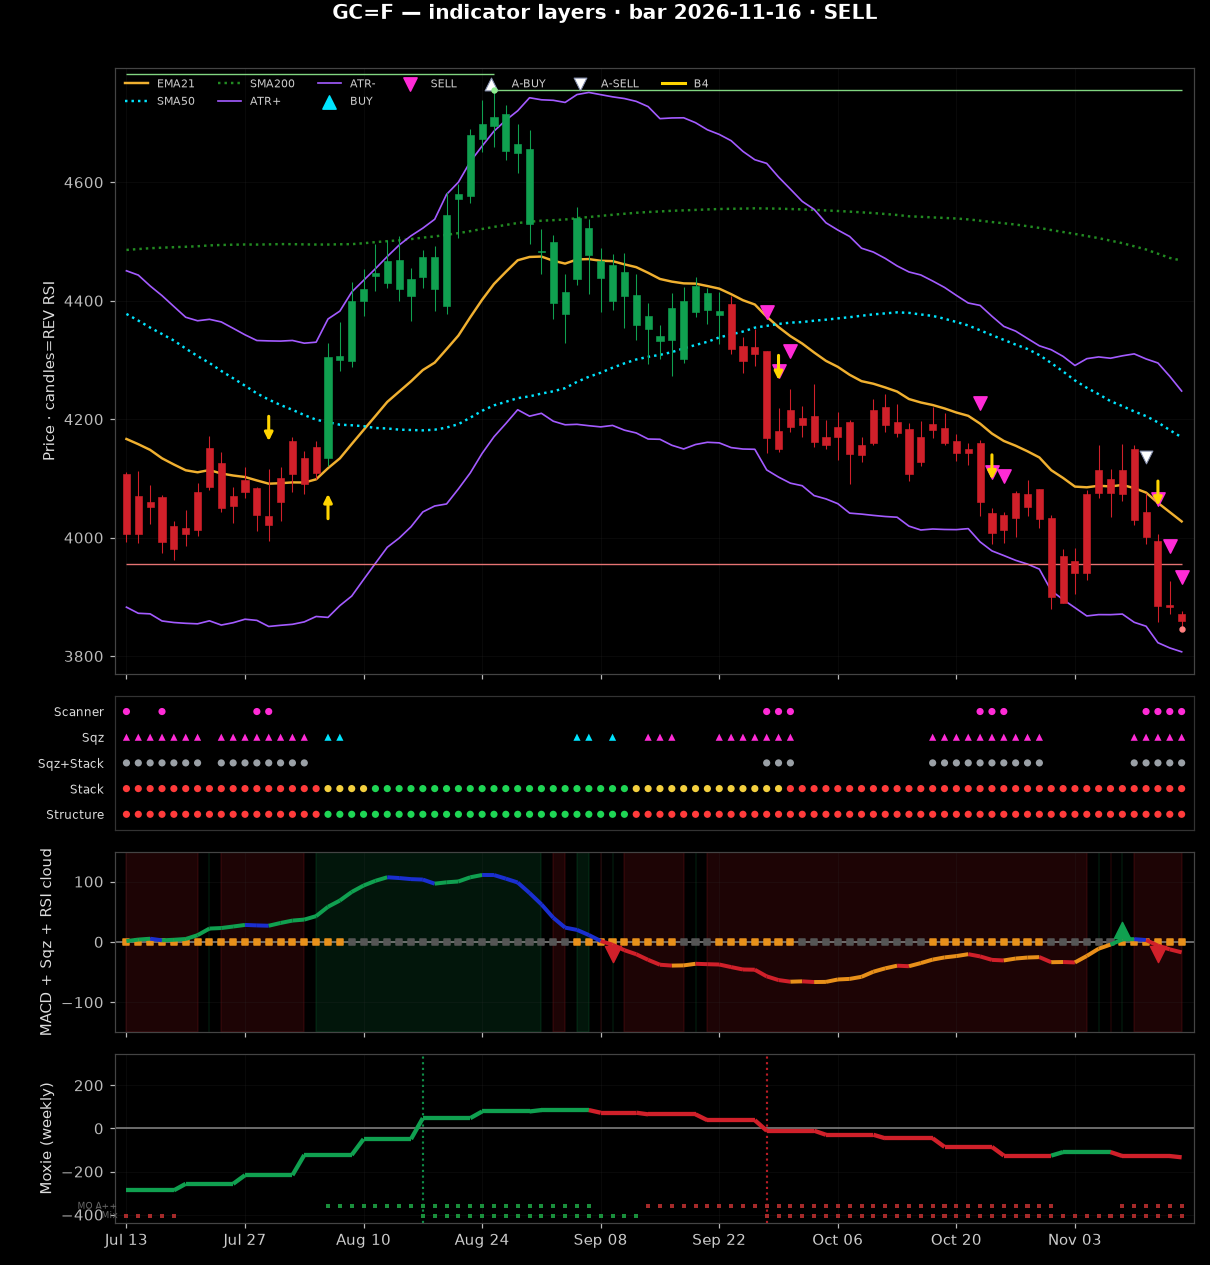 GC=F — indicator layers · bar 2026-11-16 · SELL
EMA21 SMA200 ATR- SELL A-BUY A-SELL B4
SMA50 ATR+ BUY
Price · candles=REV RSI
4600
4400
4200
4000
3800
Scanner
Sqz
Sqz+Stack
Stack
Structure
MACD + Sqz + RSI cloud
100
0
−100
Moxie (weekly)
200
0
−200
−400
MO A++
Jul 13 Jul 27 Aug 10 Aug 24 Sep 08 Sep 22 Oct 06 Oct 20 Nov 03